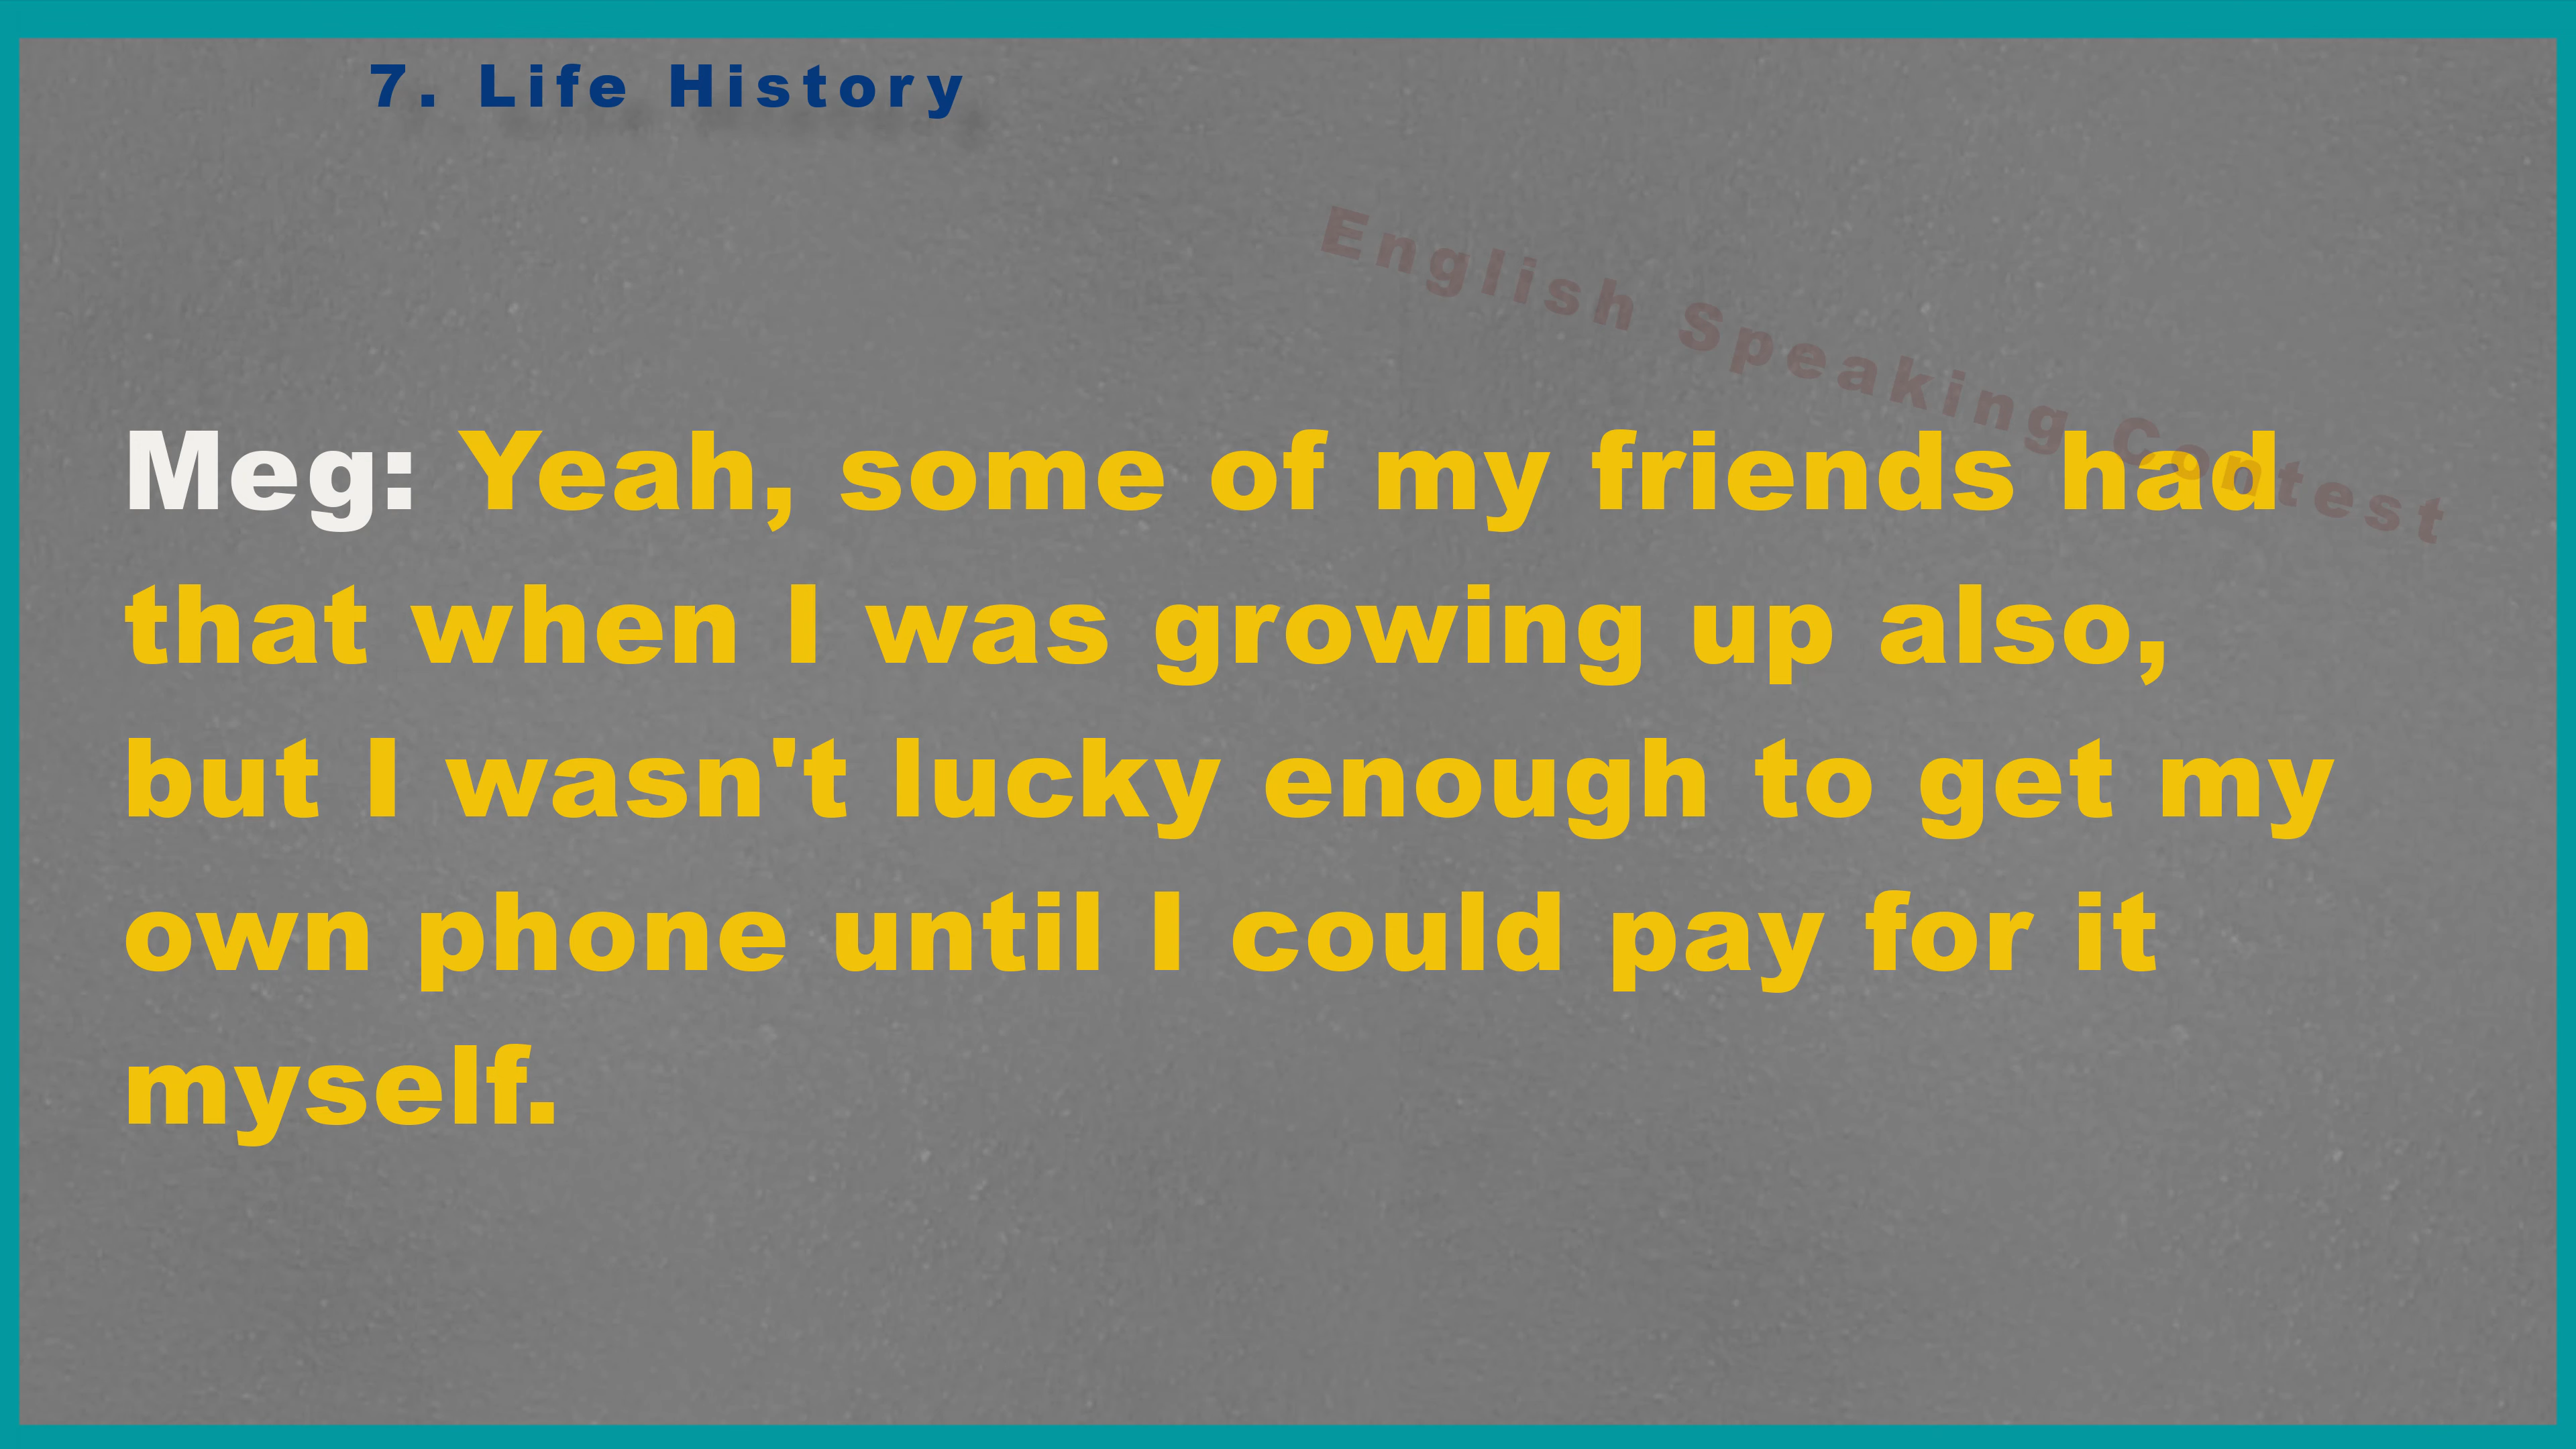 7. Life History
English Speaking Contest
Meg: Yeah, some of my friends had
that when I was growing up also,
but I wasn't lucky enough to get my
own phone until I could pay for it
myself.